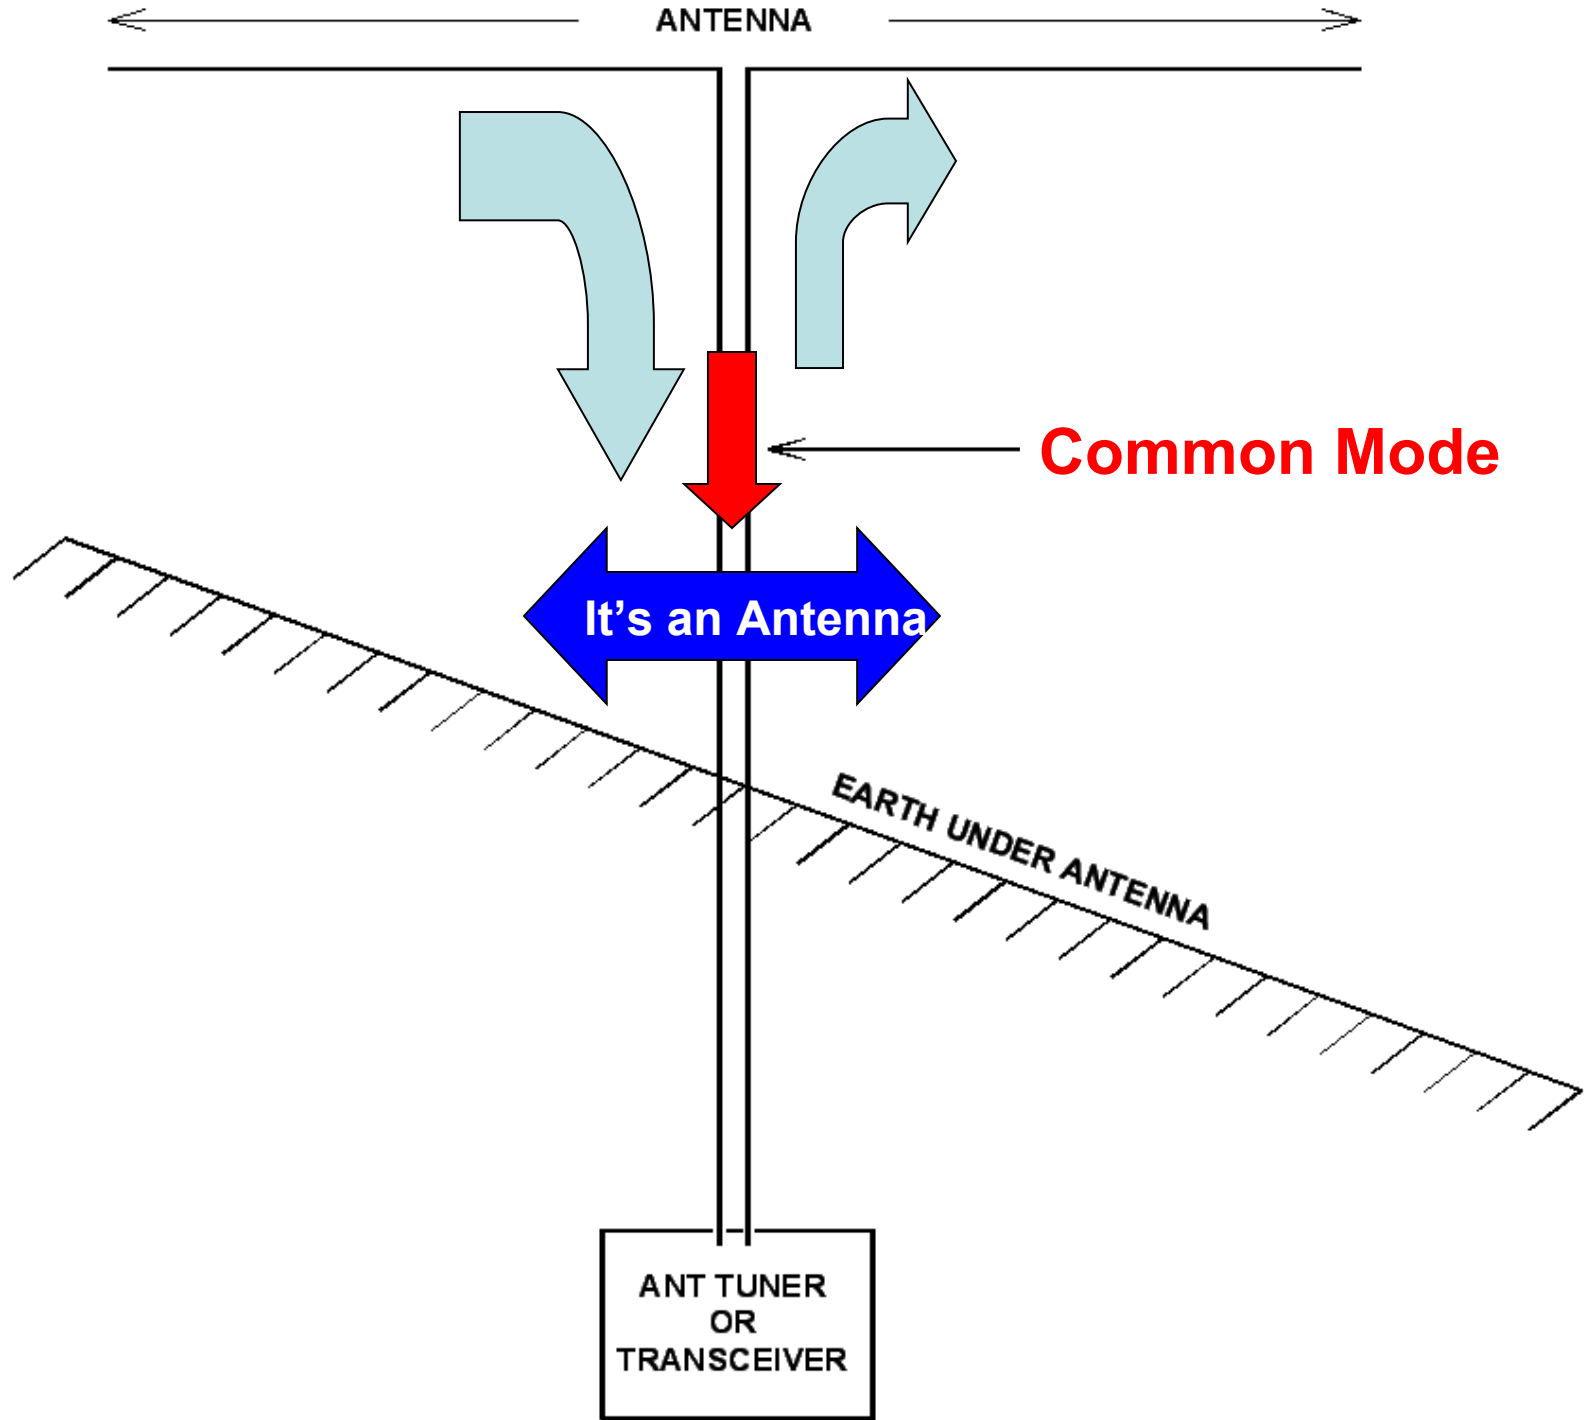 ANTENNA
Common Mode
It’s an Antenna
EARTH UNDER ANTENNA
ANT TUNER
OR
TRANSCEIVER